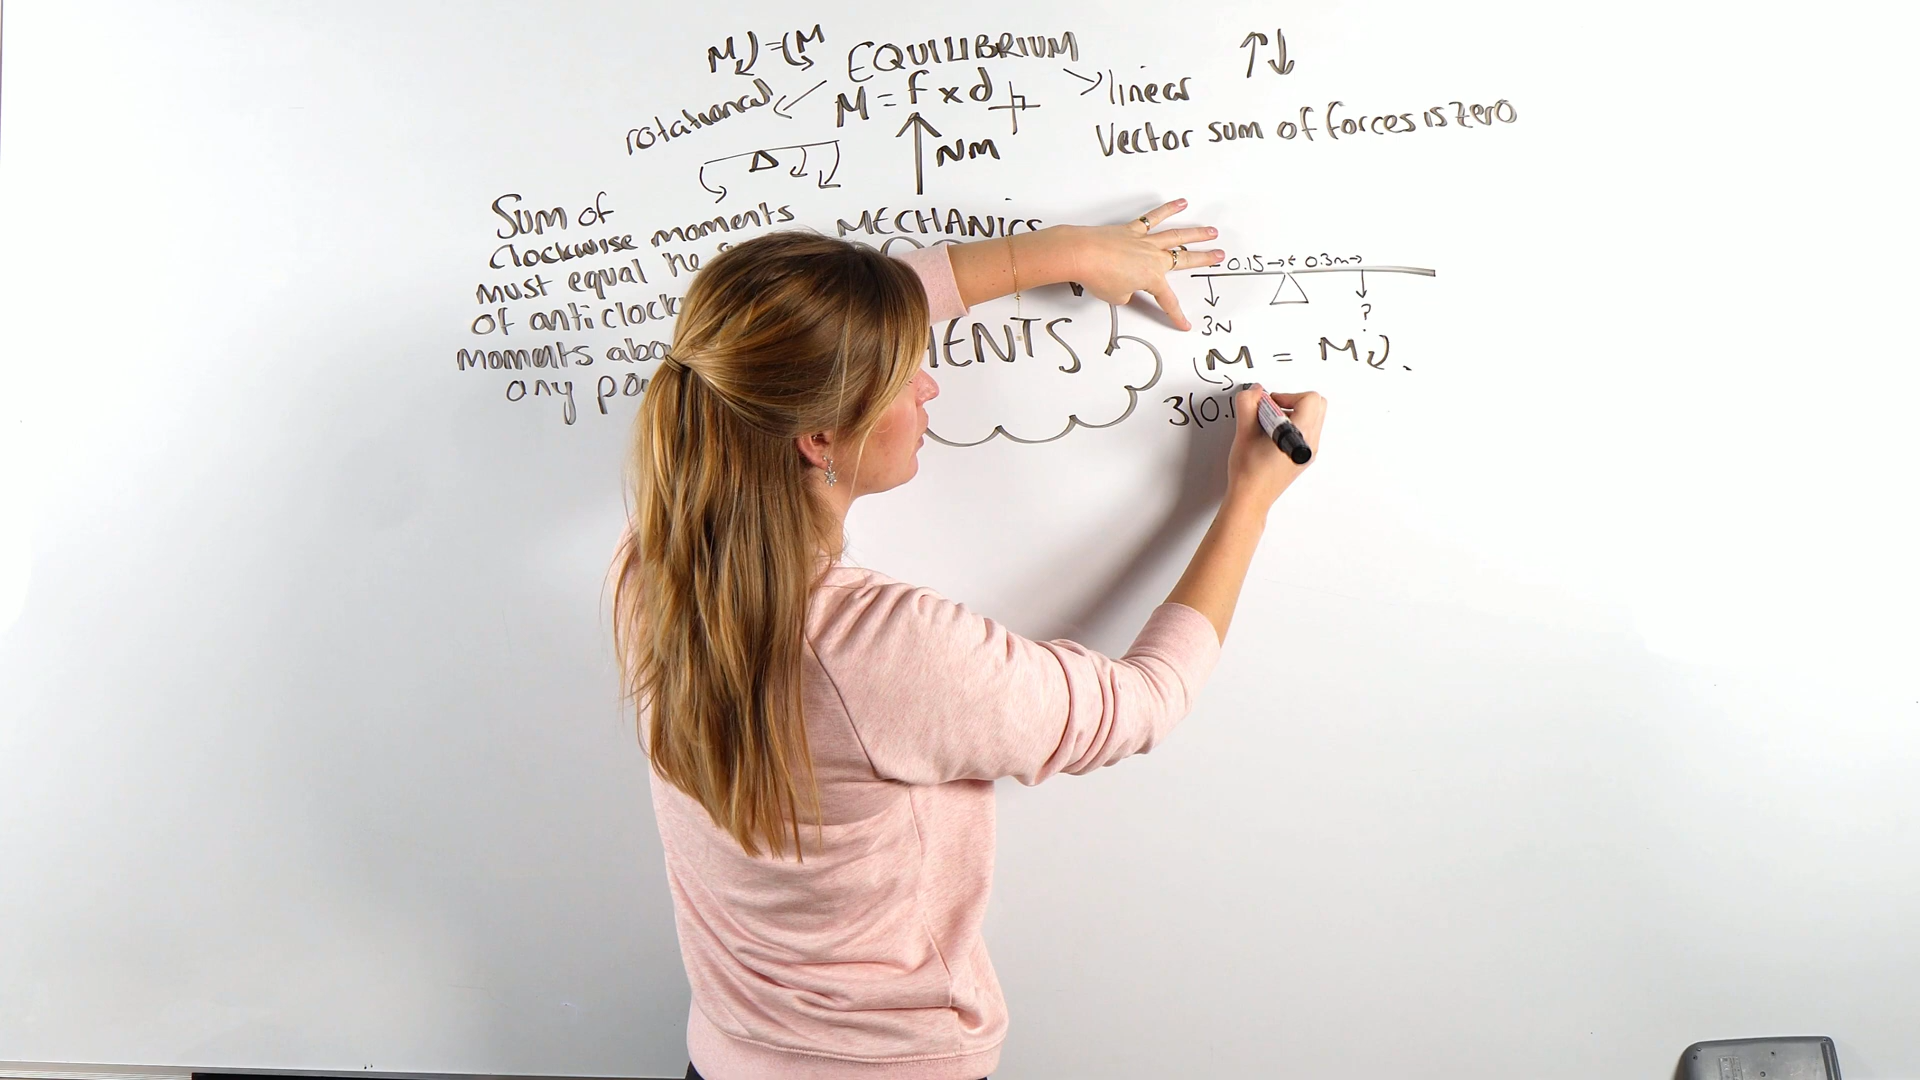 M = M
EQUILIBRIUM
rotational
M = F x d
linear
Vector sum of forces is zero
NM
Sum of
Clockwise moments
must equal the
of anticlock
Moments abo
any po
MECHANICS
MENTS
0.15 0.3m
3N ?
M = M
3(0.1